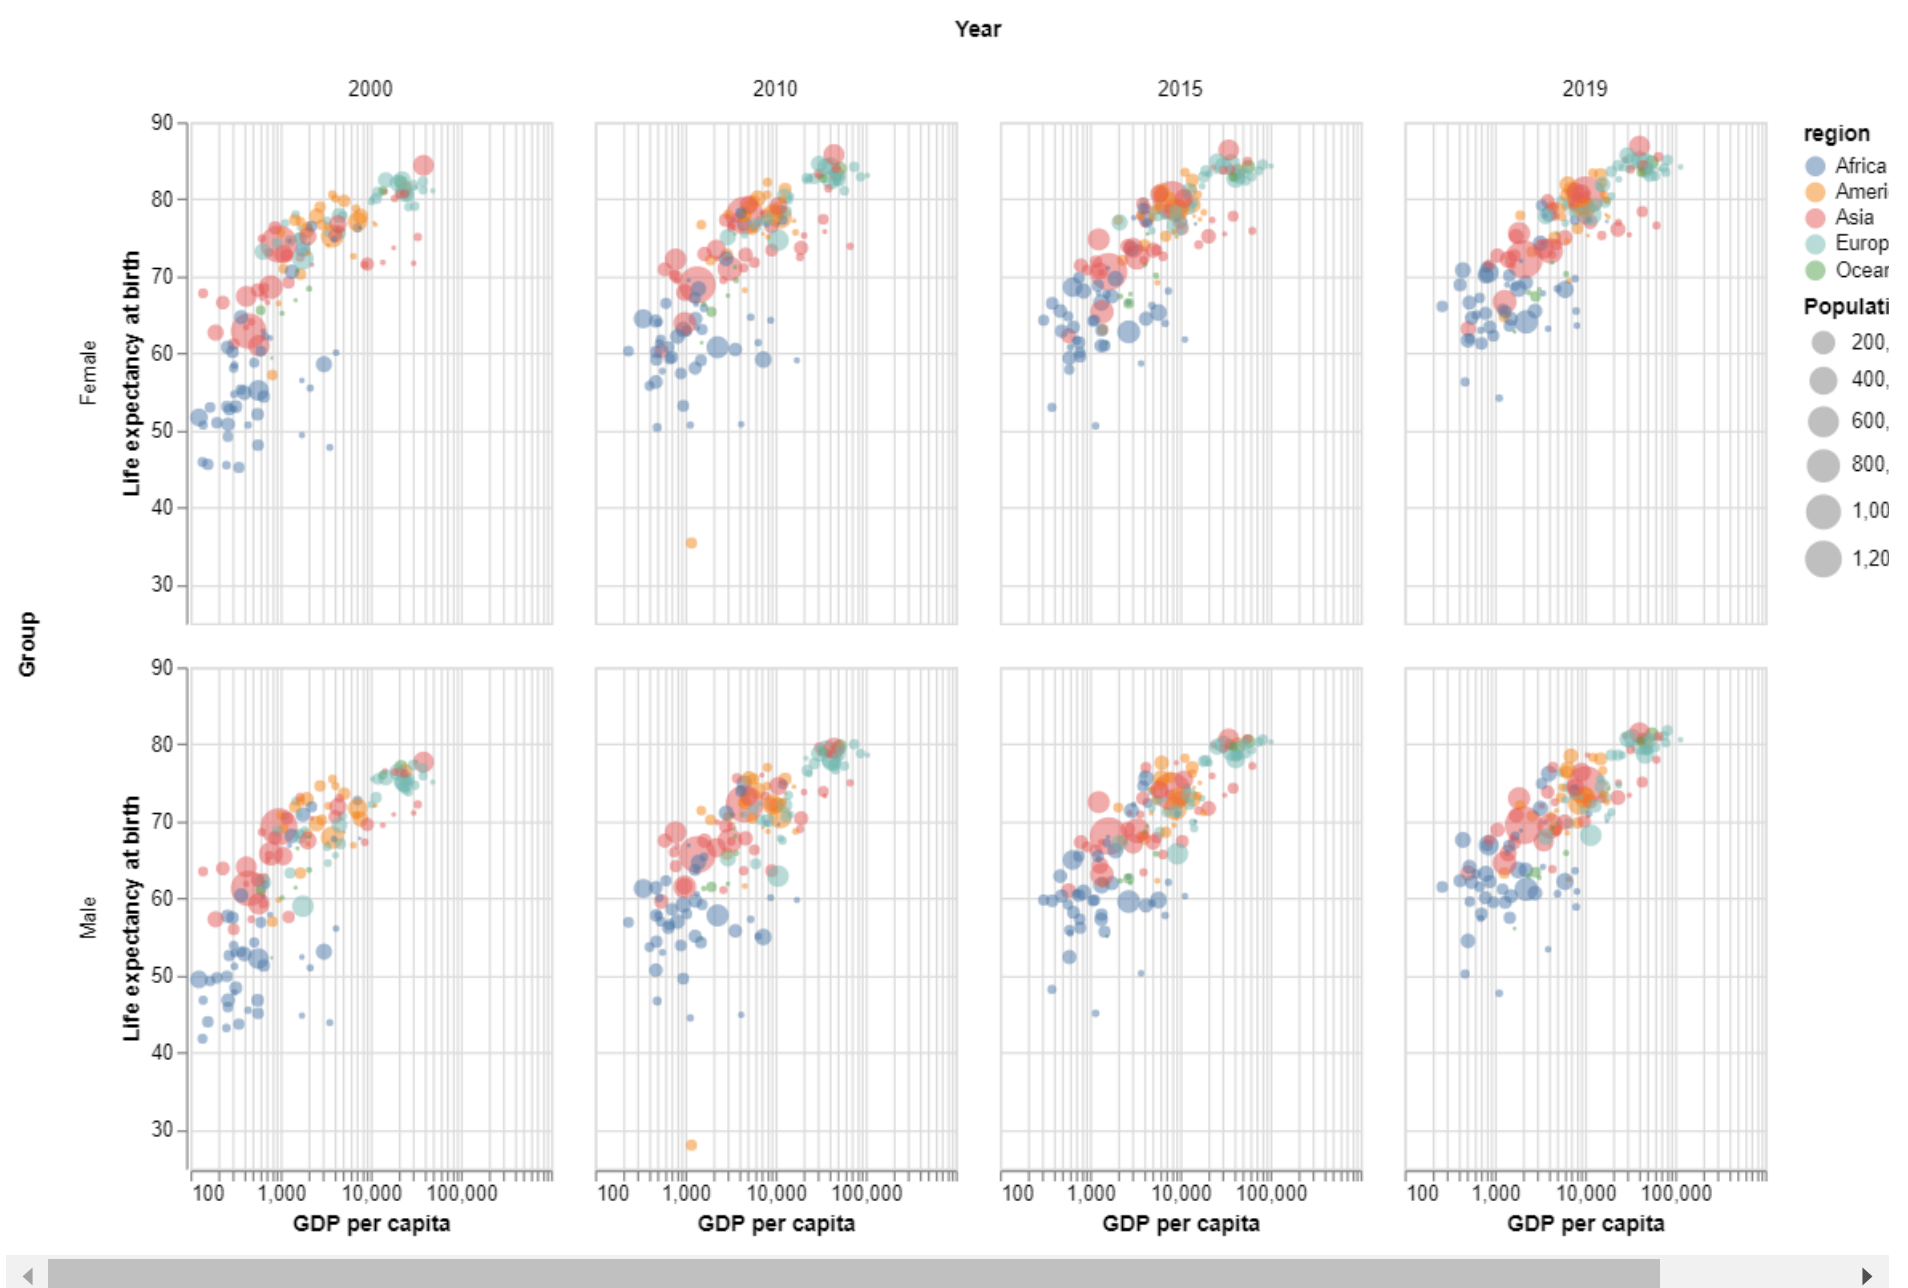 Year
2000 2010 2015 2019
90
80
70
60
50
40
30
Female
Life expectancy at birth
Group
90
80
70
60
50
40
30
Male
Life expectancy at birth
100 1,000 10,000 100,000 100 1,000 10,000 100,000 100 1,000 10,000 100,000 100 1,000 10,000 100,000
GDP per capita GDP per capita GDP per capita GDP per capita
region
Africa
Ameri
Asia
Europ
Ocear
Populati
200,
400,
600,
800,
1,00
1,20